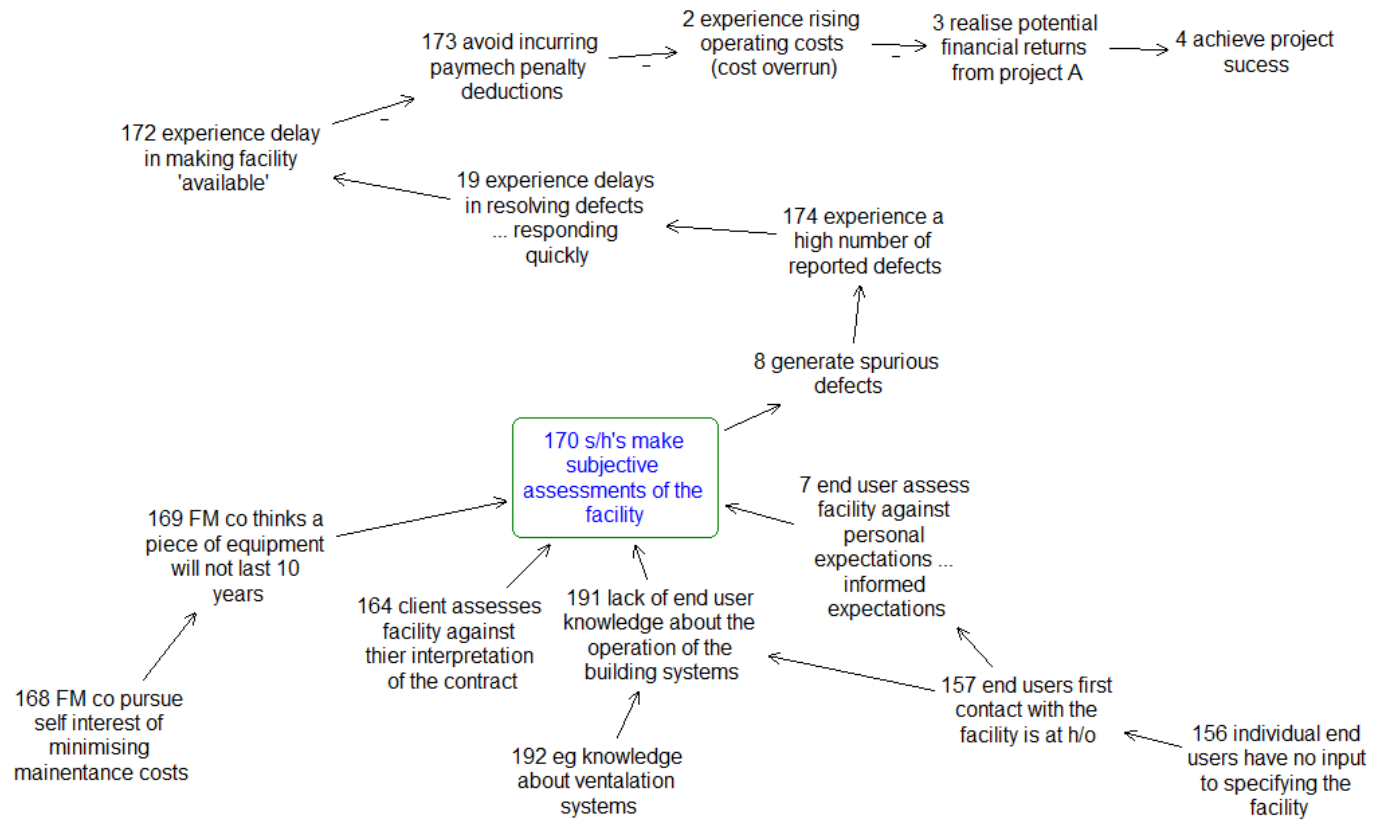 2 experience rising
operating costs
(cost overrun)
3 realise potential
financial returns
from project A
4 achieve project
sucess
173 avoid incurring
paymech penalty
deductions
172 experience delay
in making facility
'available'
19 experience delays
in resolving defects
... responding
quickly
174 experience a
high number of
reported defects
8 generate spurious
defects
170 s/h's make
subjective
assessments of the
facility
7 end user assess
facility against
personal
expectations ...
informed
expectations
169 FM co thinks a
piece of equipment
will not last 10
years
164 client assesses
facility against
thier interpretation
of the contract
191 lack of end user
knowledge about the
operation of the
building systems
168 FM co pursue
self interest of
minimising
mainentance costs
192 eg knowledge
about ventalation
systems
157 end users first
contact with the
facility is at h/o
156 individual end
users have no input
to specifying the
facility
-
-
-